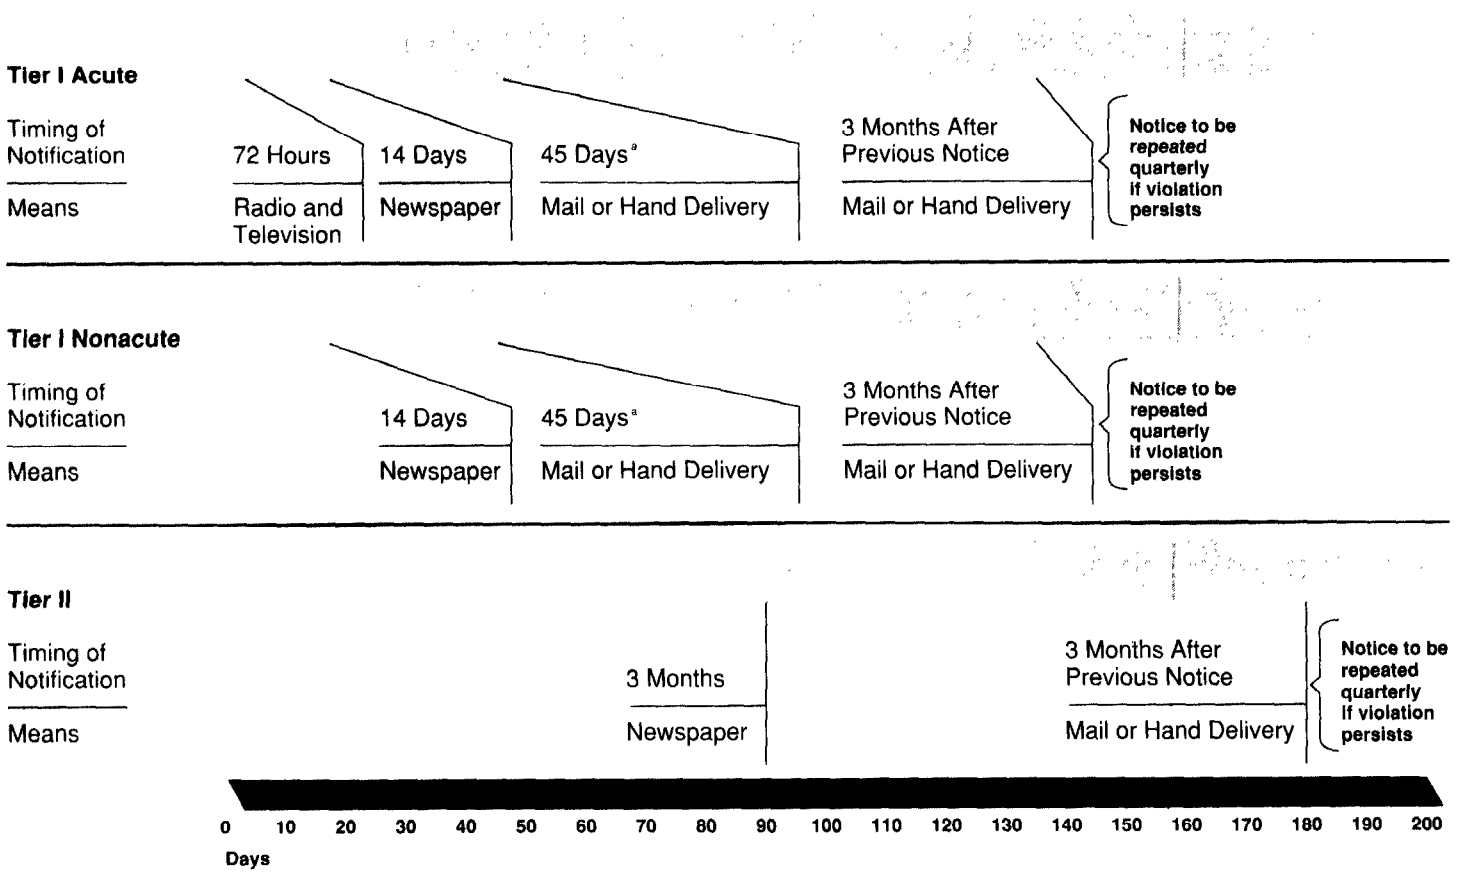 Tier I Acute
Timing of
Notification
72 Hours
14 Days
45 Daysª
3 Months After
Previous Notice
Means
Radio and
Television
Newspaper
Mail or Hand Delivery
Mail or Hand Delivery
Notice to be
repeated
quarterly
if violation
persists
Tier I Nonacute
Timing of
Notification
14 Days
45 Daysª
3 Months After
Previous Notice
Means
Newspaper
Mail or Hand Delivery
Mail or Hand Delivery
Notice to be
repeated
quarterly
if violation
persists
Tier II
Timing of
Notification
3 Months
3 Months After
Previous Notice
Means
Newspaper
Mail or Hand Delivery
Notice to be
repeated
quarterly
if violation
persists
0 10 20 30 40 50 60 70 80 90 100 110 120 130 140 150 160 170 180 190 200
Days